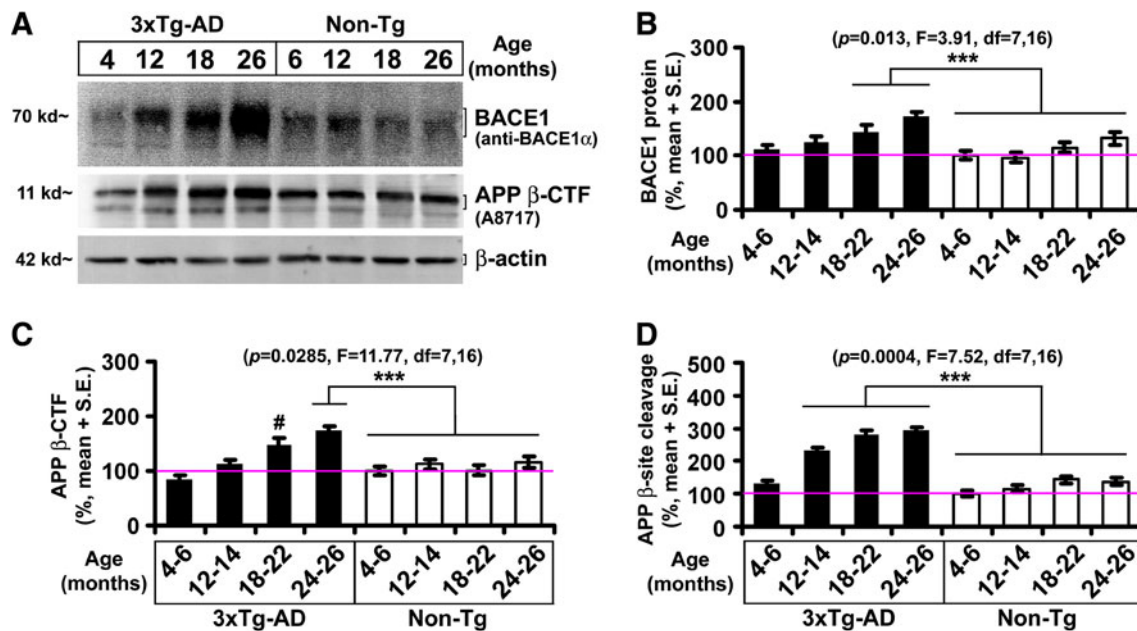 A
3xTg-AD Non-Tg
4 12 18 26 6 12 18 26
Age
(months)
70 kd~
BACE1
(anti-BACE1α)
11 kd~
APP β-CTF
(A8717)
42 kd~
β-actin
B
(p=0.013, F=3.91, df=7,16)
***
BACE1 protein
(%, mean + S.E.)
300
200
100
0
Age
(months)
4-6 12-14 18-22 24-26 4-6 12-14 18-22 24-26
C
(p=0.0285, F=11.77, df=7,16)
***
#
APP β-CTF
(%, mean + S.E.)
300
200
100
0
Age
(months)
4-6 12-14 18-22 24-26 4-6 12-14 18-22 24-26
3xTg-AD Non-Tg
D
(p=0.0004, F=7.52, df=7,16)
***
APP β-site cleavage
(%, mean + S.E.)
500
400
300
200
100
0
Age
(months)
4-6 12-14 18-22 24-26 4-6 12-14 18-22 24-26
3xTg-AD Non-Tg